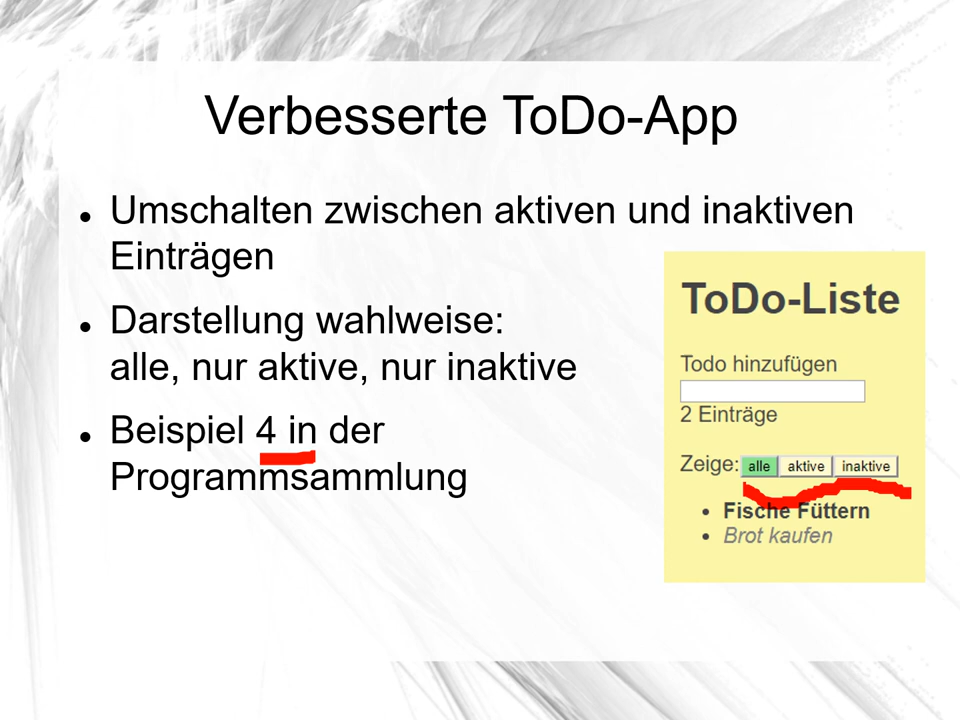 Verbesserte ToDo-App
● Umschalten zwischen aktiven und inaktiven
Einträgen
● Darstellung wahlweise:
alle, nur aktive, nur inaktive
● Beispiel 4 in der
Programmsammlung
ToDo-Liste
Todo hinzufügen
2 Einträge
Zeige: alle aktive inaktive
• Fische Füttern
• Brot kaufen